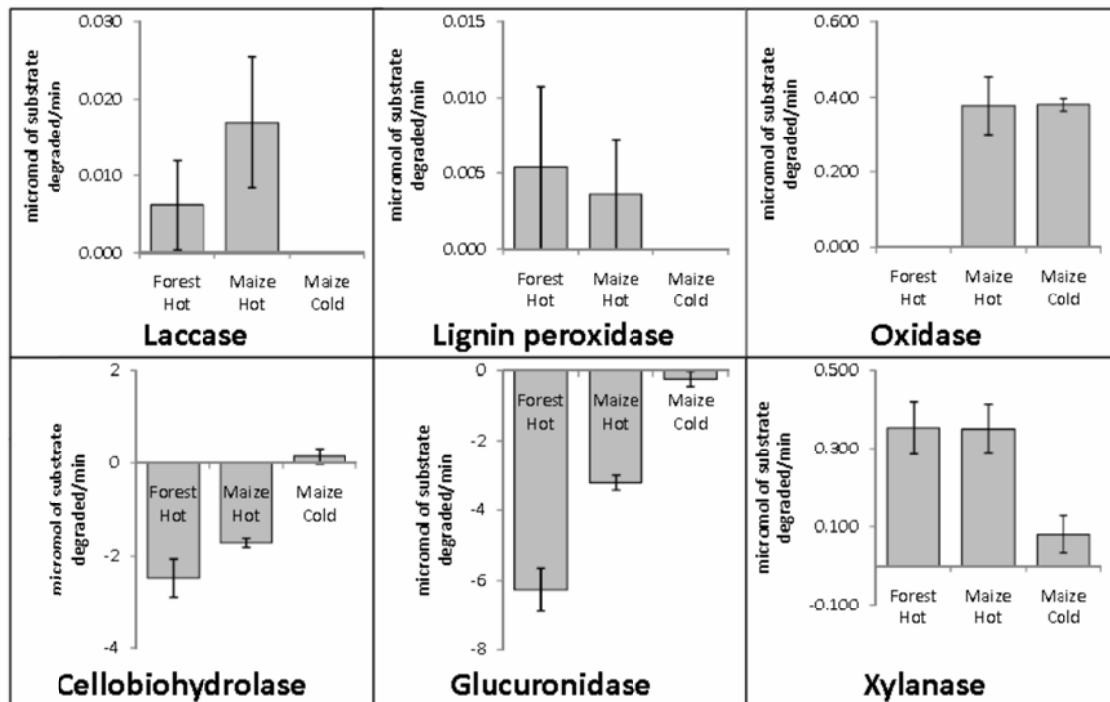 micromol of substrate
degraded/min
0.030
0.020
0.010
0.000
Forest
Hot
Maize
Hot
Maize
Cold
Laccase
micromol of substrate
degraded/min
0.015
0.010
0.005
0.000
Forest
Hot
Maize
Hot
Maize
Cold
Lignin peroxidase
micromol of substrate
degraded/min
0.600
0.400
0.200
0.000
Forest
Hot
Maize
Hot
Maize
Cold
Oxidase
micromol of substrate
degraded/min
2
0
-2
-4
Forest
Hot
Maize
Hot
Maize
Cold
Cellobiohydrolase
micromol of substrate
degraded/min
0
-2
-4
-6
-8
Forest
Hot
Maize
Hot
Maize
Cold
Glucuronidase
micromol of substrate
degraded/min
0.500
0.300
0.100
-0.100
Forest
Hot
Maize
Hot
Maize
Cold
Xylanase